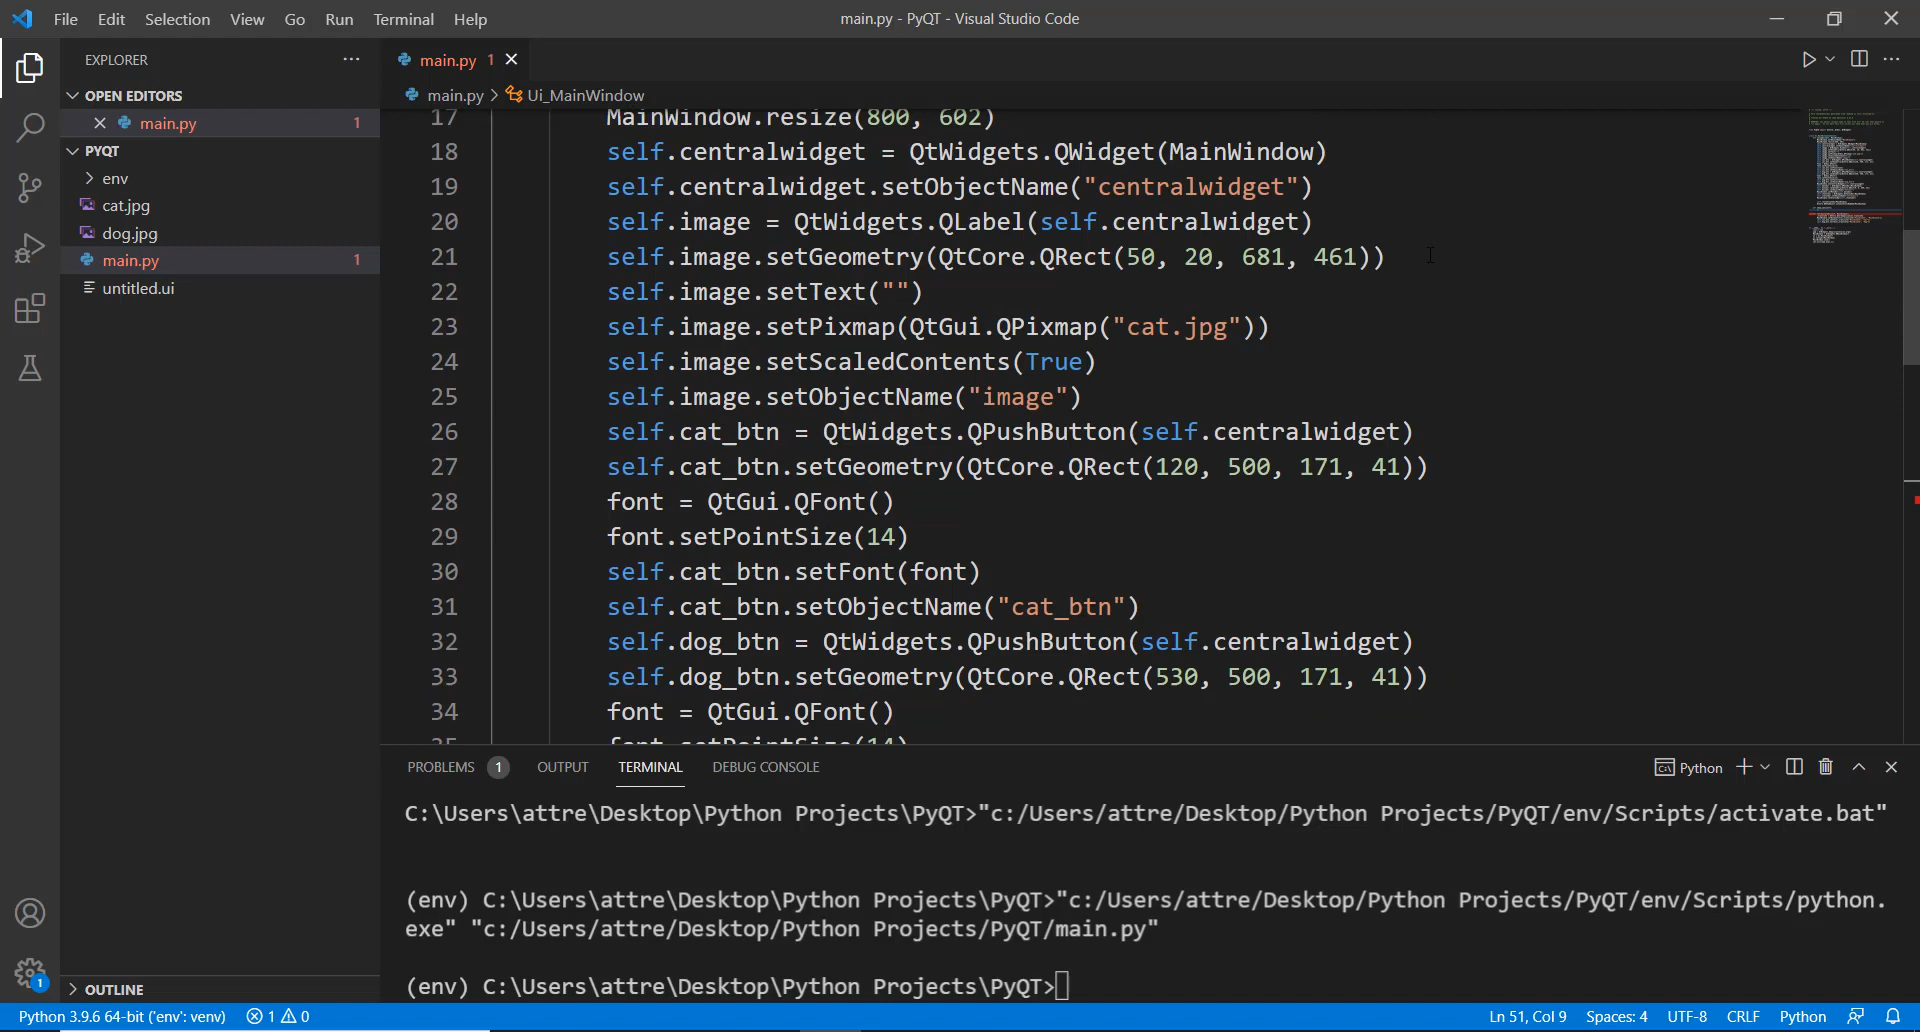 File Edit Selection View Go Run Terminal Help
main.py - PyQT - Visual Studio Code
EXPLORER
OPEN EDITORS
main.py 1
PYQT
env
cat.jpg
dog.jpg
main.py 1
untitled.ui
OUTLINE
main.py 1
main.py > Ui_MainWindow
17 MainWindow.resize(800, 602)
18 self.centralwidget = QtWidgets.QWidget(MainWindow)
19 self.centralwidget.setObjectName("centralwidget")
20 self.image = QtWidgets.QLabel(self.centralwidget)
21 self.image.setGeometry(QtCore.QRect(50, 20, 681, 461))
22 self.image.setText("")
23 self.image.setPixmap(QtGui.QPixmap("cat.jpg"))
24 self.image.setScaledContents(True)
25 self.image.setObjectName("image")
26 self.cat_btn = QtWidgets.QPushButton(self.centralwidget)
27 self.cat_btn.setGeometry(QtCore.QRect(120, 500, 171, 41))
28 font = QtGui.QFont()
29 font.setPointSize(14)
30 self.cat_btn.setFont(font)
31 self.cat_btn.setObjectName("cat_btn")
32 self.dog_btn = QtWidgets.QPushButton(self.centralwidget)
33 self.dog_btn.setGeometry(QtCore.QRect(530, 500, 171, 41))
34 font = QtGui.QFont()
35 font.setPointSize(14)
PROBLEMS 1 OUTPUT TERMINAL DEBUG CONSOLE
Python
C:\Users\attre\Desktop\Python Projects\PyQT>"c:/Users/attre/Desktop/Python Projects/PyQT/env/Scripts/activate.bat"
(env) C:\Users\attre\Desktop\Python Projects\PyQT>"c:/Users/attre/Desktop/Python Projects/PyQT/env/Scripts/python.
exe" "c:/Users/attre/Desktop/Python Projects/PyQT/main.py"
(env) C:\Users\attre\Desktop\Python Projects\PyQT>
1
Python 3.9.6 64-bit ('env': venv) 1 0 Ln 51, Col 9 Spaces: 4 UTF-8 CRLF Python